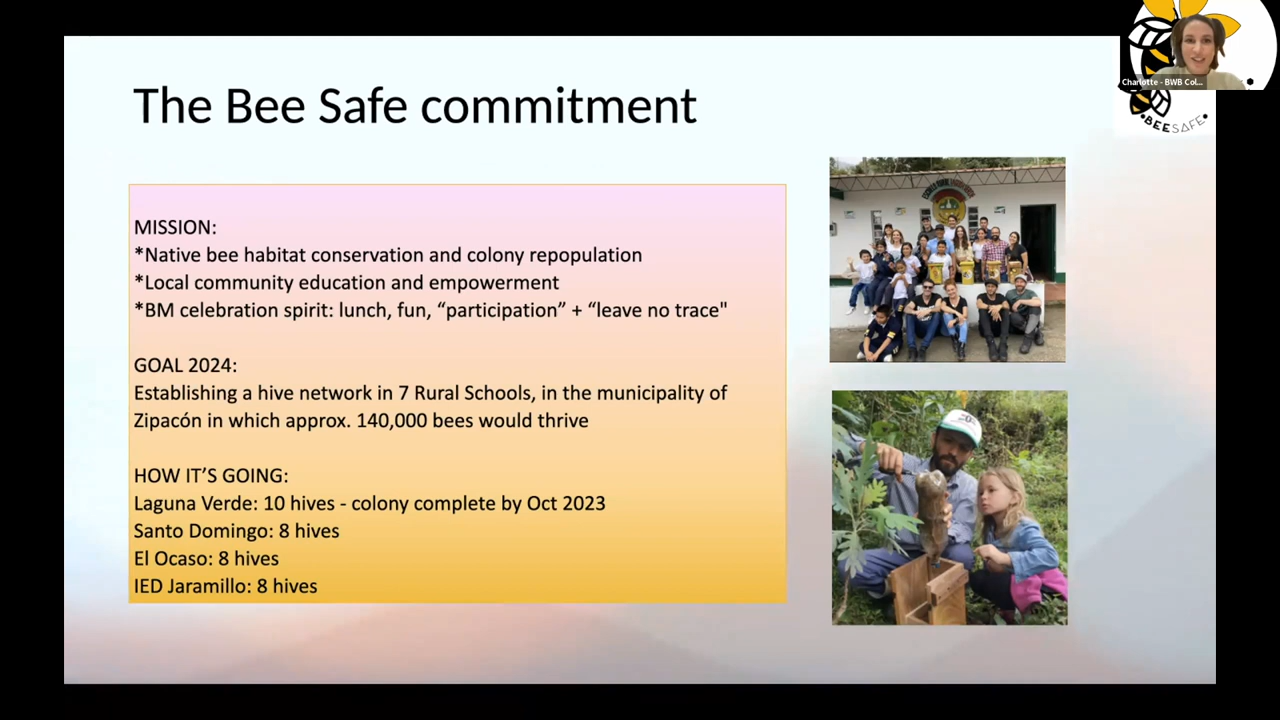 The Bee Safe commitment
Charlotte - BWB Col...
BEESAFE
MISSION:
*Native bee habitat conservation and colony repopulation
*Local community education and empowerment
*BM celebration spirit: lunch, fun, “participation” + “leave no trace"
GOAL 2024:
Establishing a hive network in 7 Rural Schools, in the municipality of
Zipacón in which approx. 140,000 bees would thrive
HOW IT’S GOING:
Laguna Verde: 10 hives - colony complete by Oct 2023
Santo Domingo: 8 hives
El Ocaso: 8 hives
IED Jaramillo: 8 hives